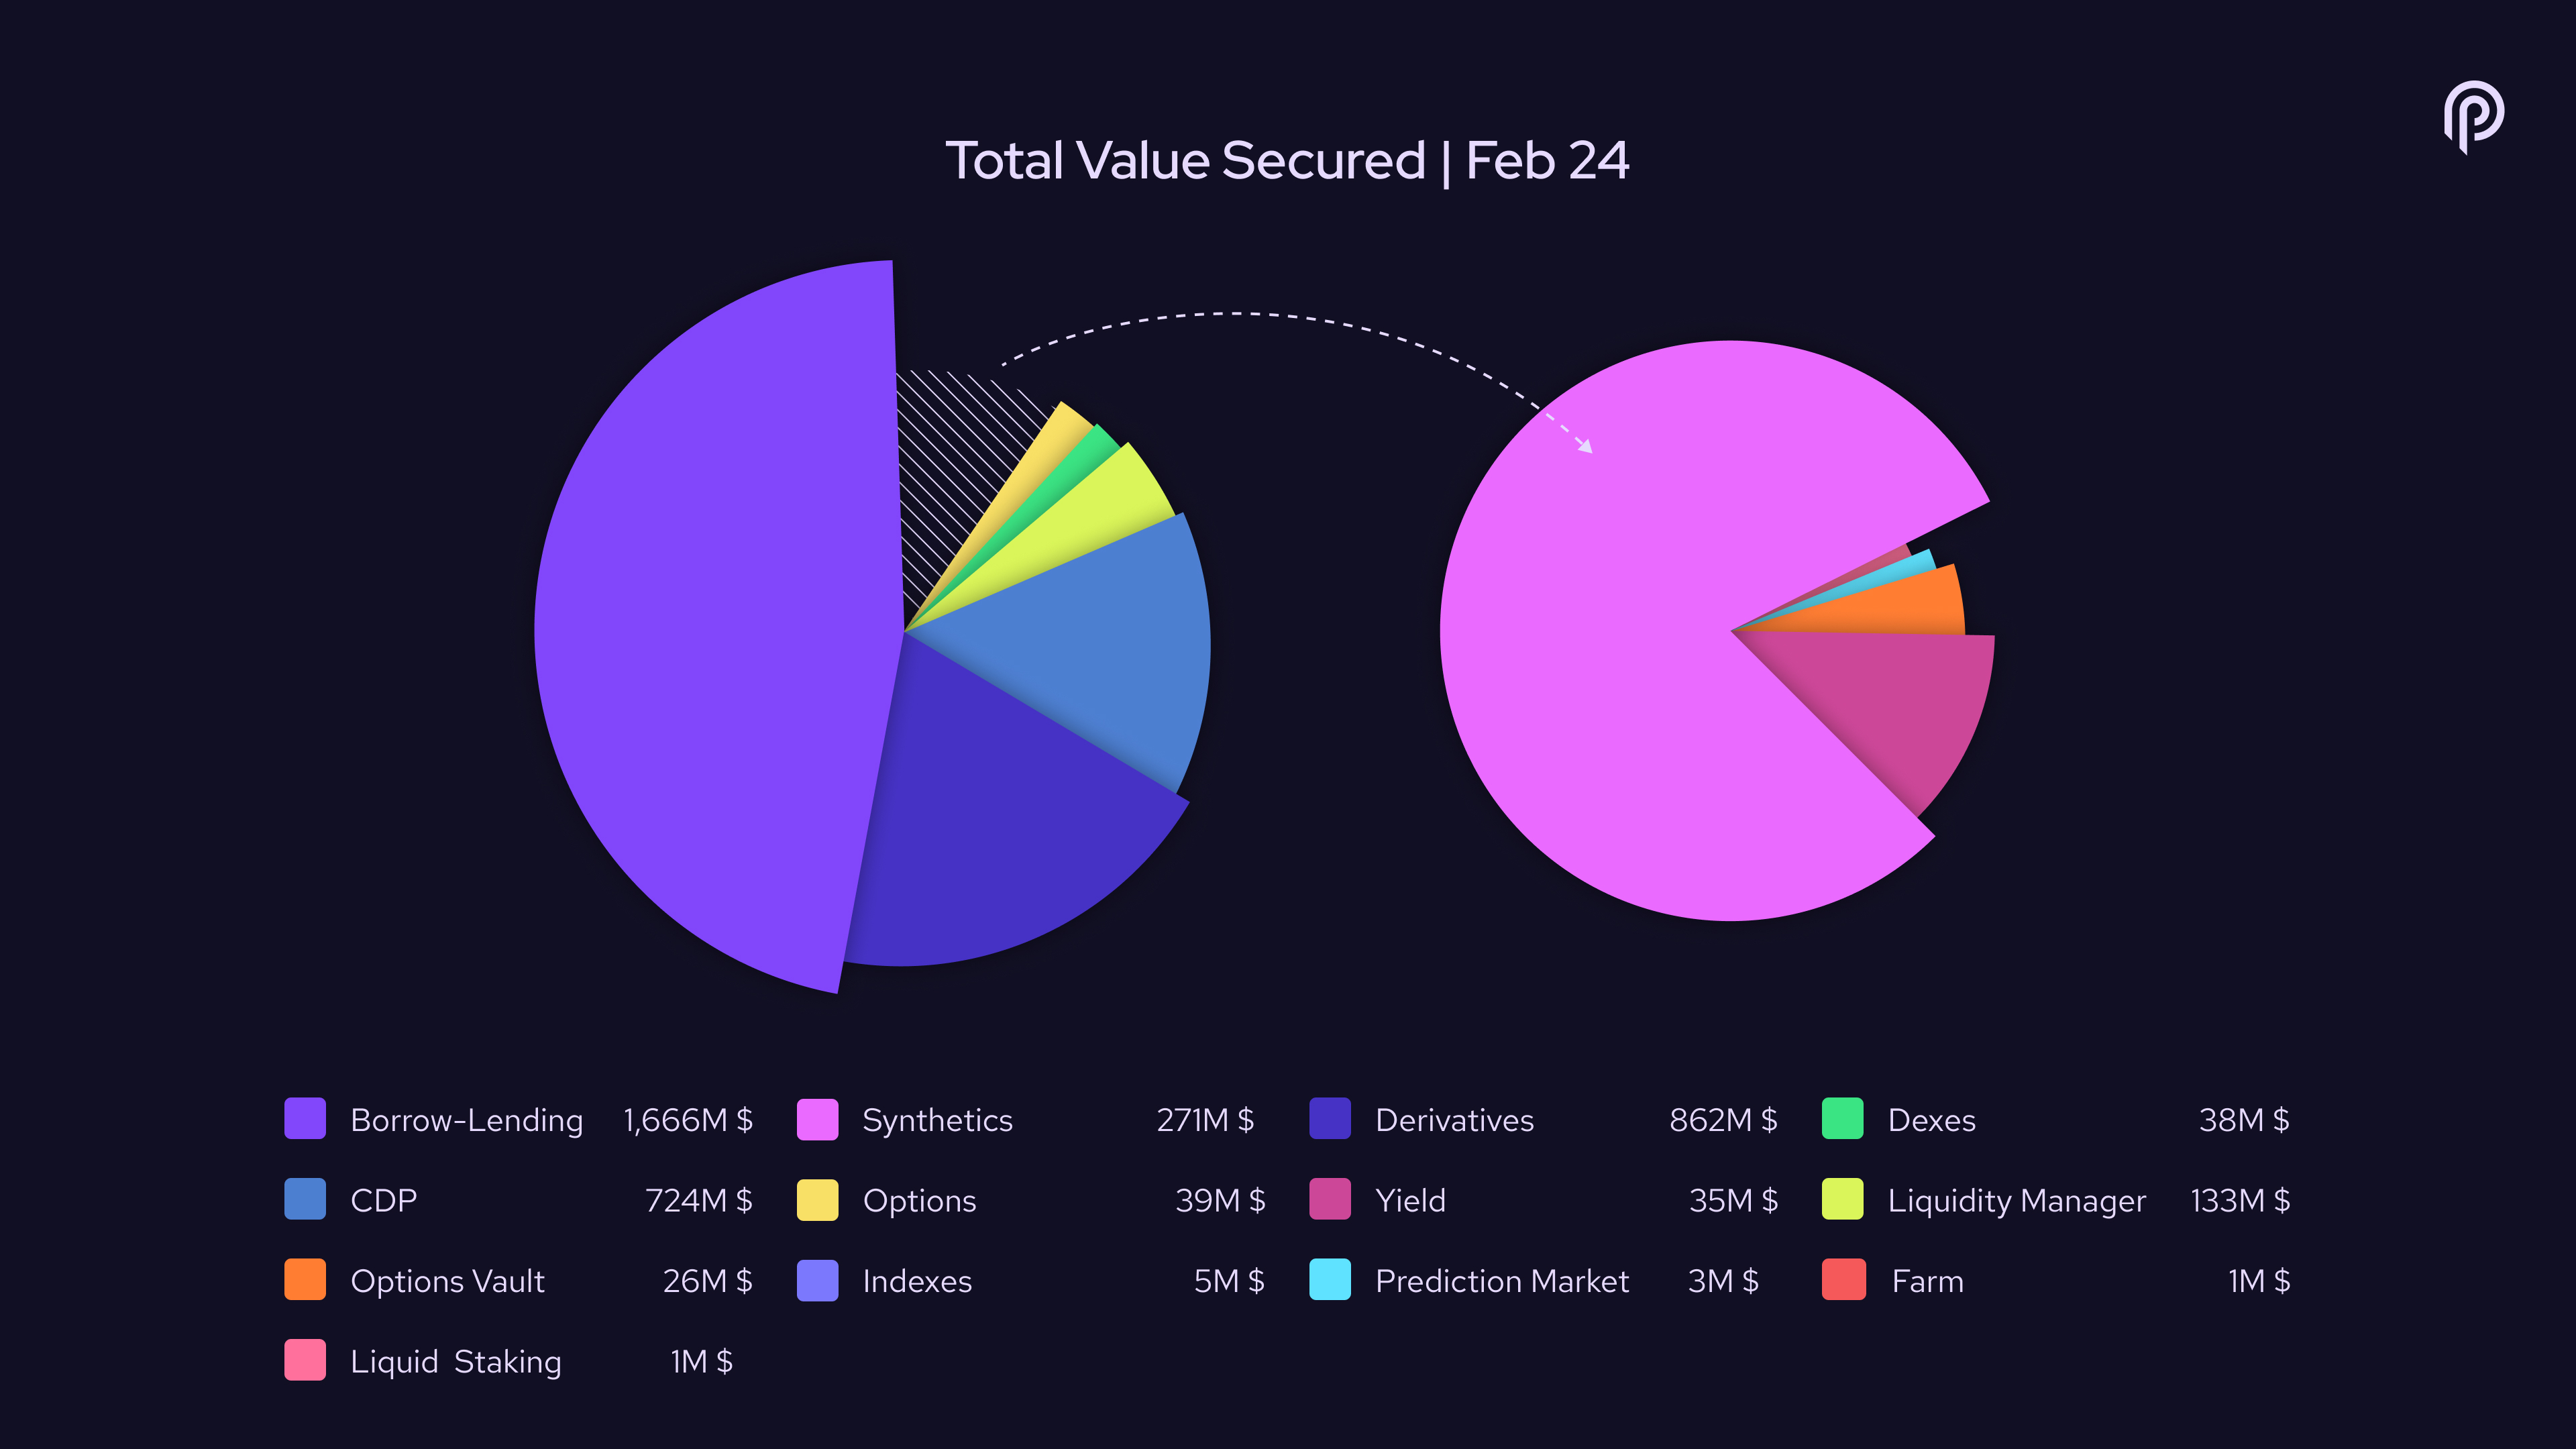 Total Value Secured | Feb 24
Borrow-Lending 1,666M $ Synthetics 271M $ Derivatives 862M $ Dexes 38M $
CDP 724M $ Options 39M $ Yield 35M $ Liquidity Manager 133M $
Options Vault 26M $ Indexes 5M $ Prediction Market 3M $ Farm 1M $
Liquid Staking 1M $